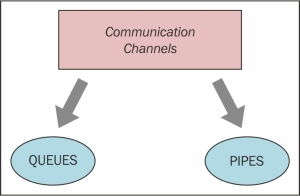 Communication
Channels
QUEUES
PIPES